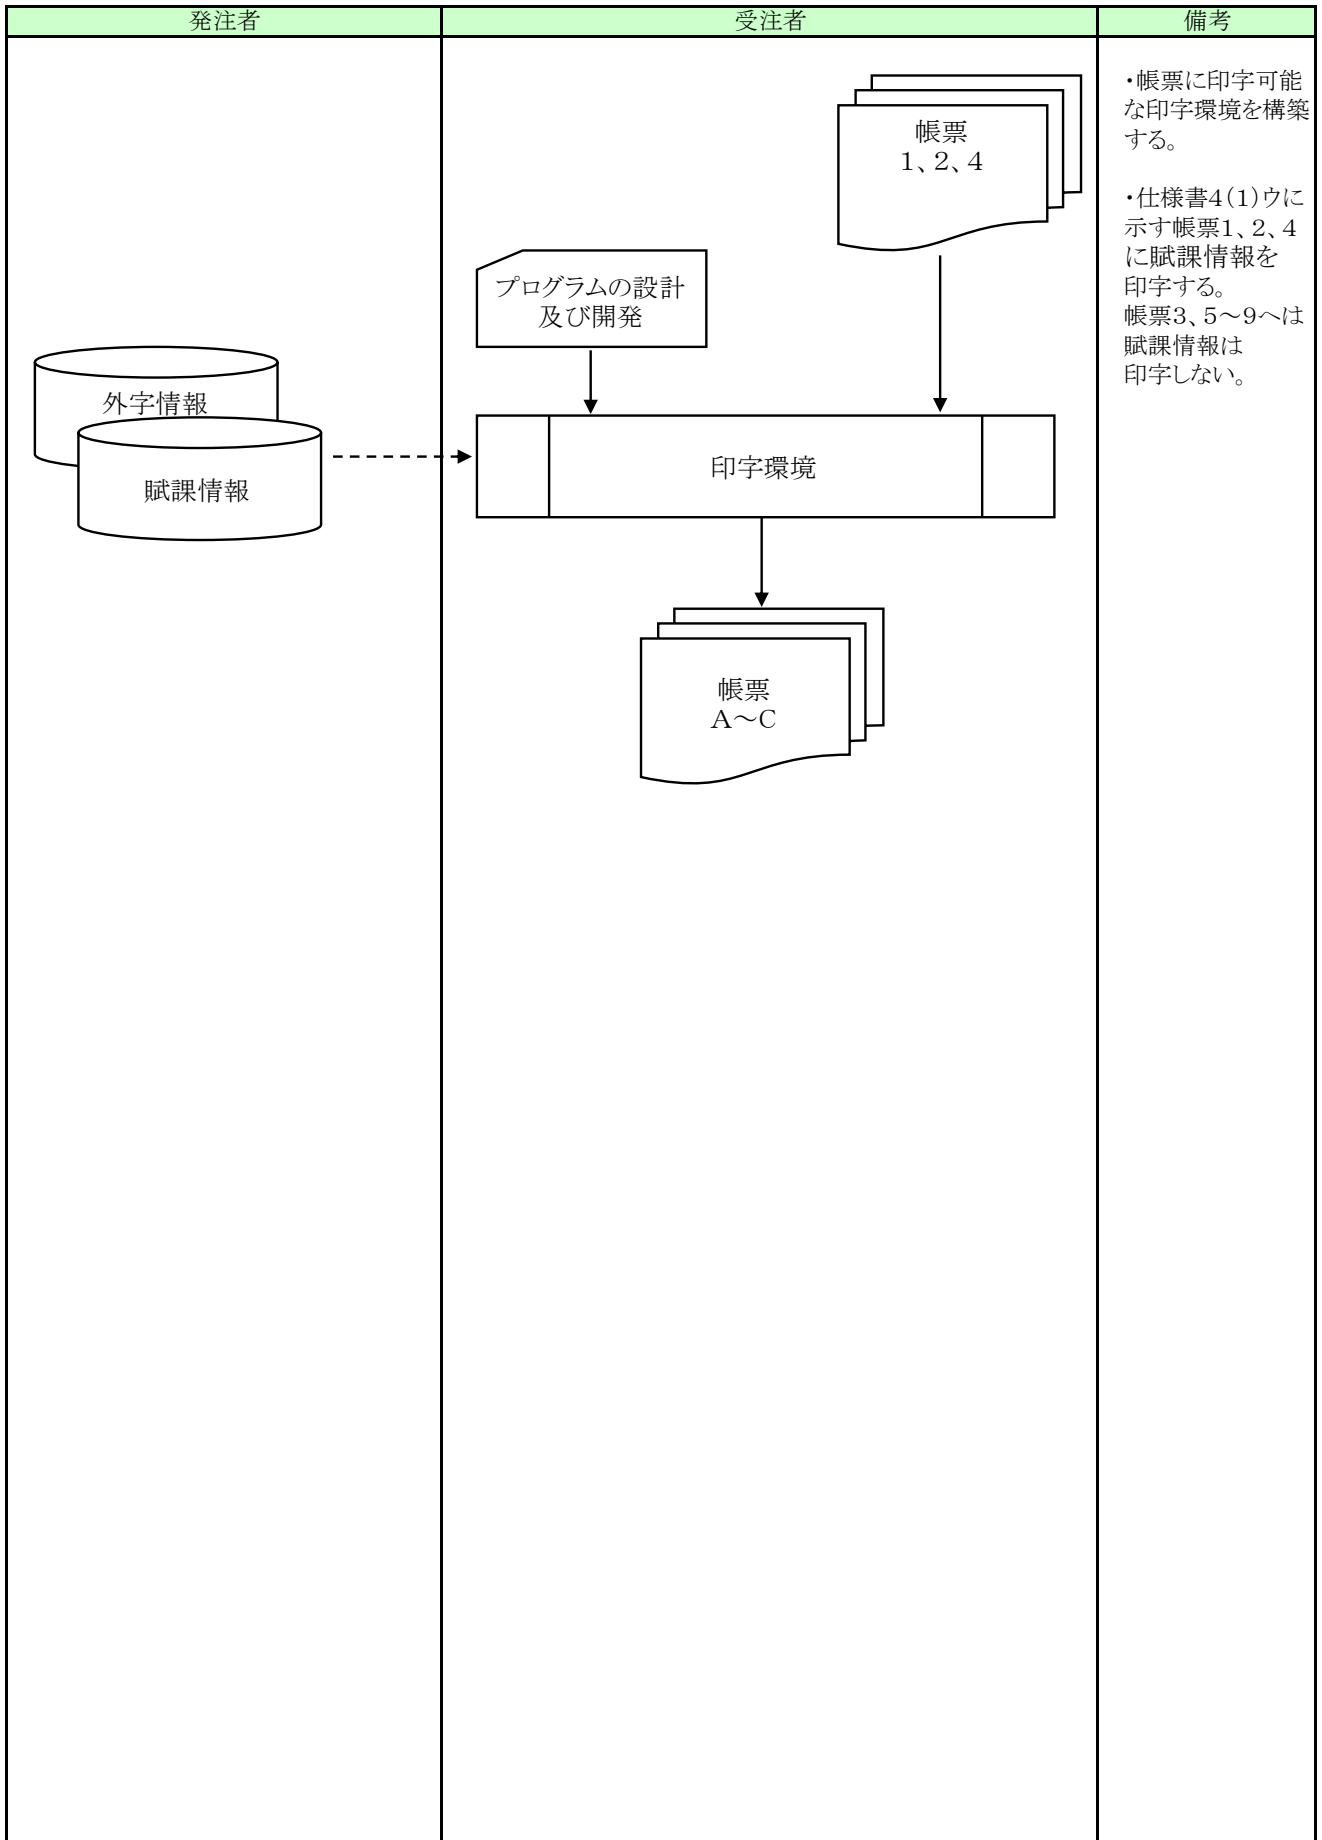 発注者
受注者
備考
帳票
1、2、4
・帳票に印字可能
な印字環境を構築
する。
・仕様書4(1)ウに
示す帳票1、2、4
に賦課情報を
印字する。
帳票3、5～9へは
賦課情報は
印字しない。
プログラムの設計
及び開発
外字情報
賦課情報
印字環境
帳票
A～C